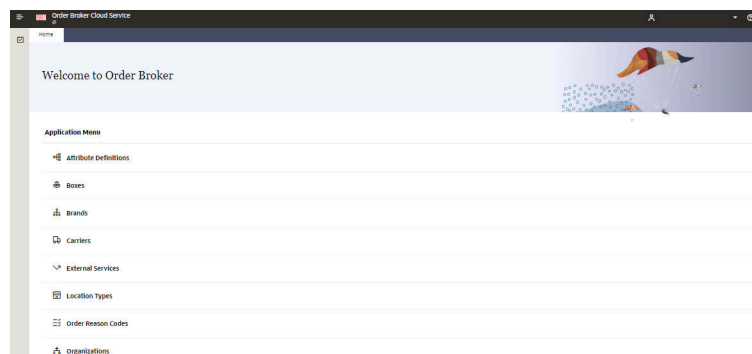 Order Broker Cloud Service
Home
Welcome to Order Broker
Application Menu
Attribute Definitions
Boxes
Brands
Carriers
External Services
Location Types
Order Reason Codes
Organizations